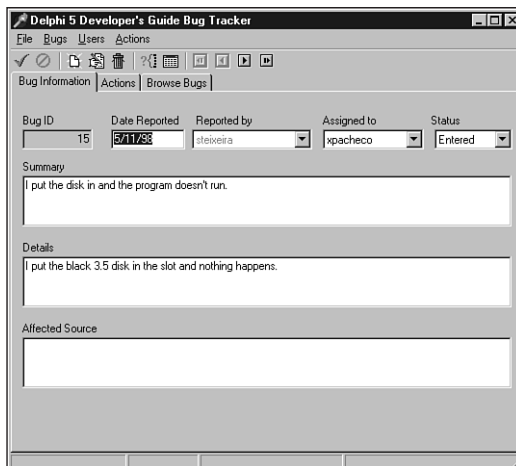 Delphi 5 Developer's Guide Bug Tracker
File Bugs Users Actions
Bug Information Actions Browse Bugs
Bug ID Date Reported Reported by Assigned to Status
15 5/11/98 steixeira xpacheco Entered
Summary
I put the disk in and the program doesn't run.
Details
I put the black 3.5 disk in the slot and nothing happens.
Affected Source